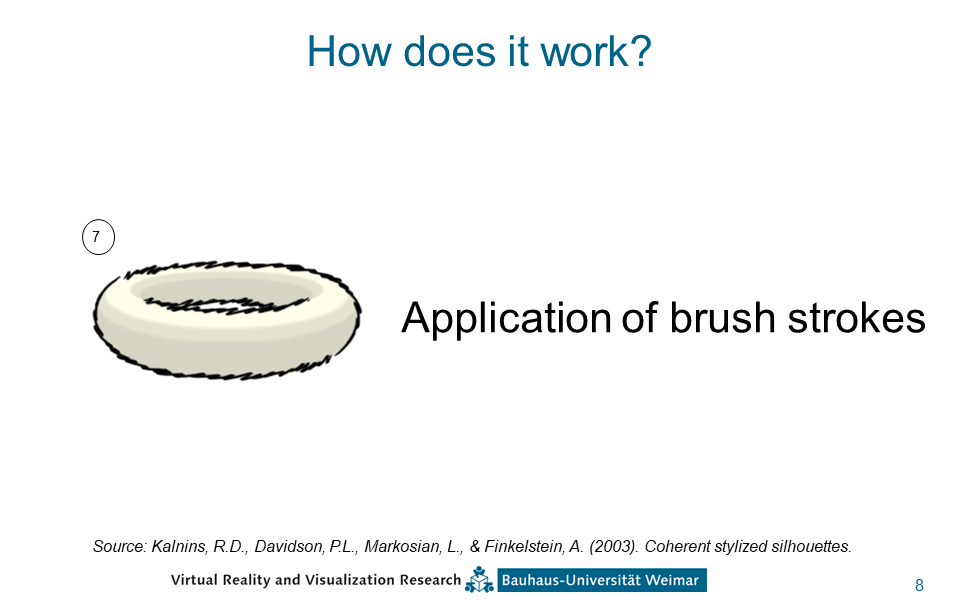 How does it work?
7
Application of brush strokes
Source: Kalnins, R.D., Davidson, P.L., Markosian, L., & Finkelstein, A. (2003). Coherent stylized silhouettes.
Virtual Reality and Visualization Research Bauhaus-Universität Weimar
8